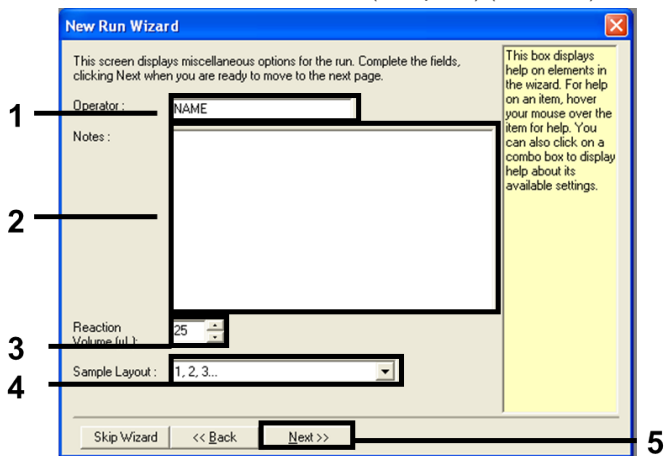 New Run Wizard
This screen displays miscellaneous options for the run. Complete the fields,
clicking Next when you are ready to move to the next page.
This box displays
help on elements in
the wizard. For help
on an item, hover
your mouse over the
item for help. You
can also click on a
combo box to display
help about its
available settings.
1
Operator :
NAME
2
Notes :
3
Reaction
Volume (µL):
25
4
Sample Layout :
1, 2, 3...
Skip Wizard
<< Back
Next >>
5